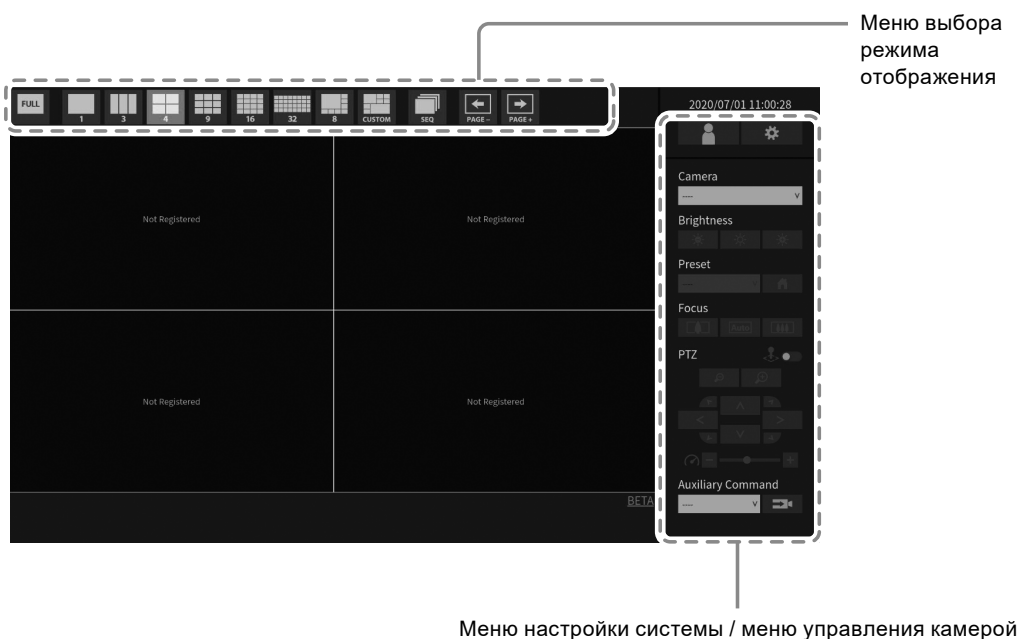 Меню выбора
режима
отображения
FULL
1
3
4
9
16
32
8
CUSTOM
SEQ
PAGE−
PAGE+
2020/07/01 11:00:28
Not Registered
Not Registered
Not Registered
Not Registered
Camera
----
Brightness
Preset
----
Focus
Auto
PTZ
Auxiliary Command
----
BETA
Меню настройки системы / меню управления камерой